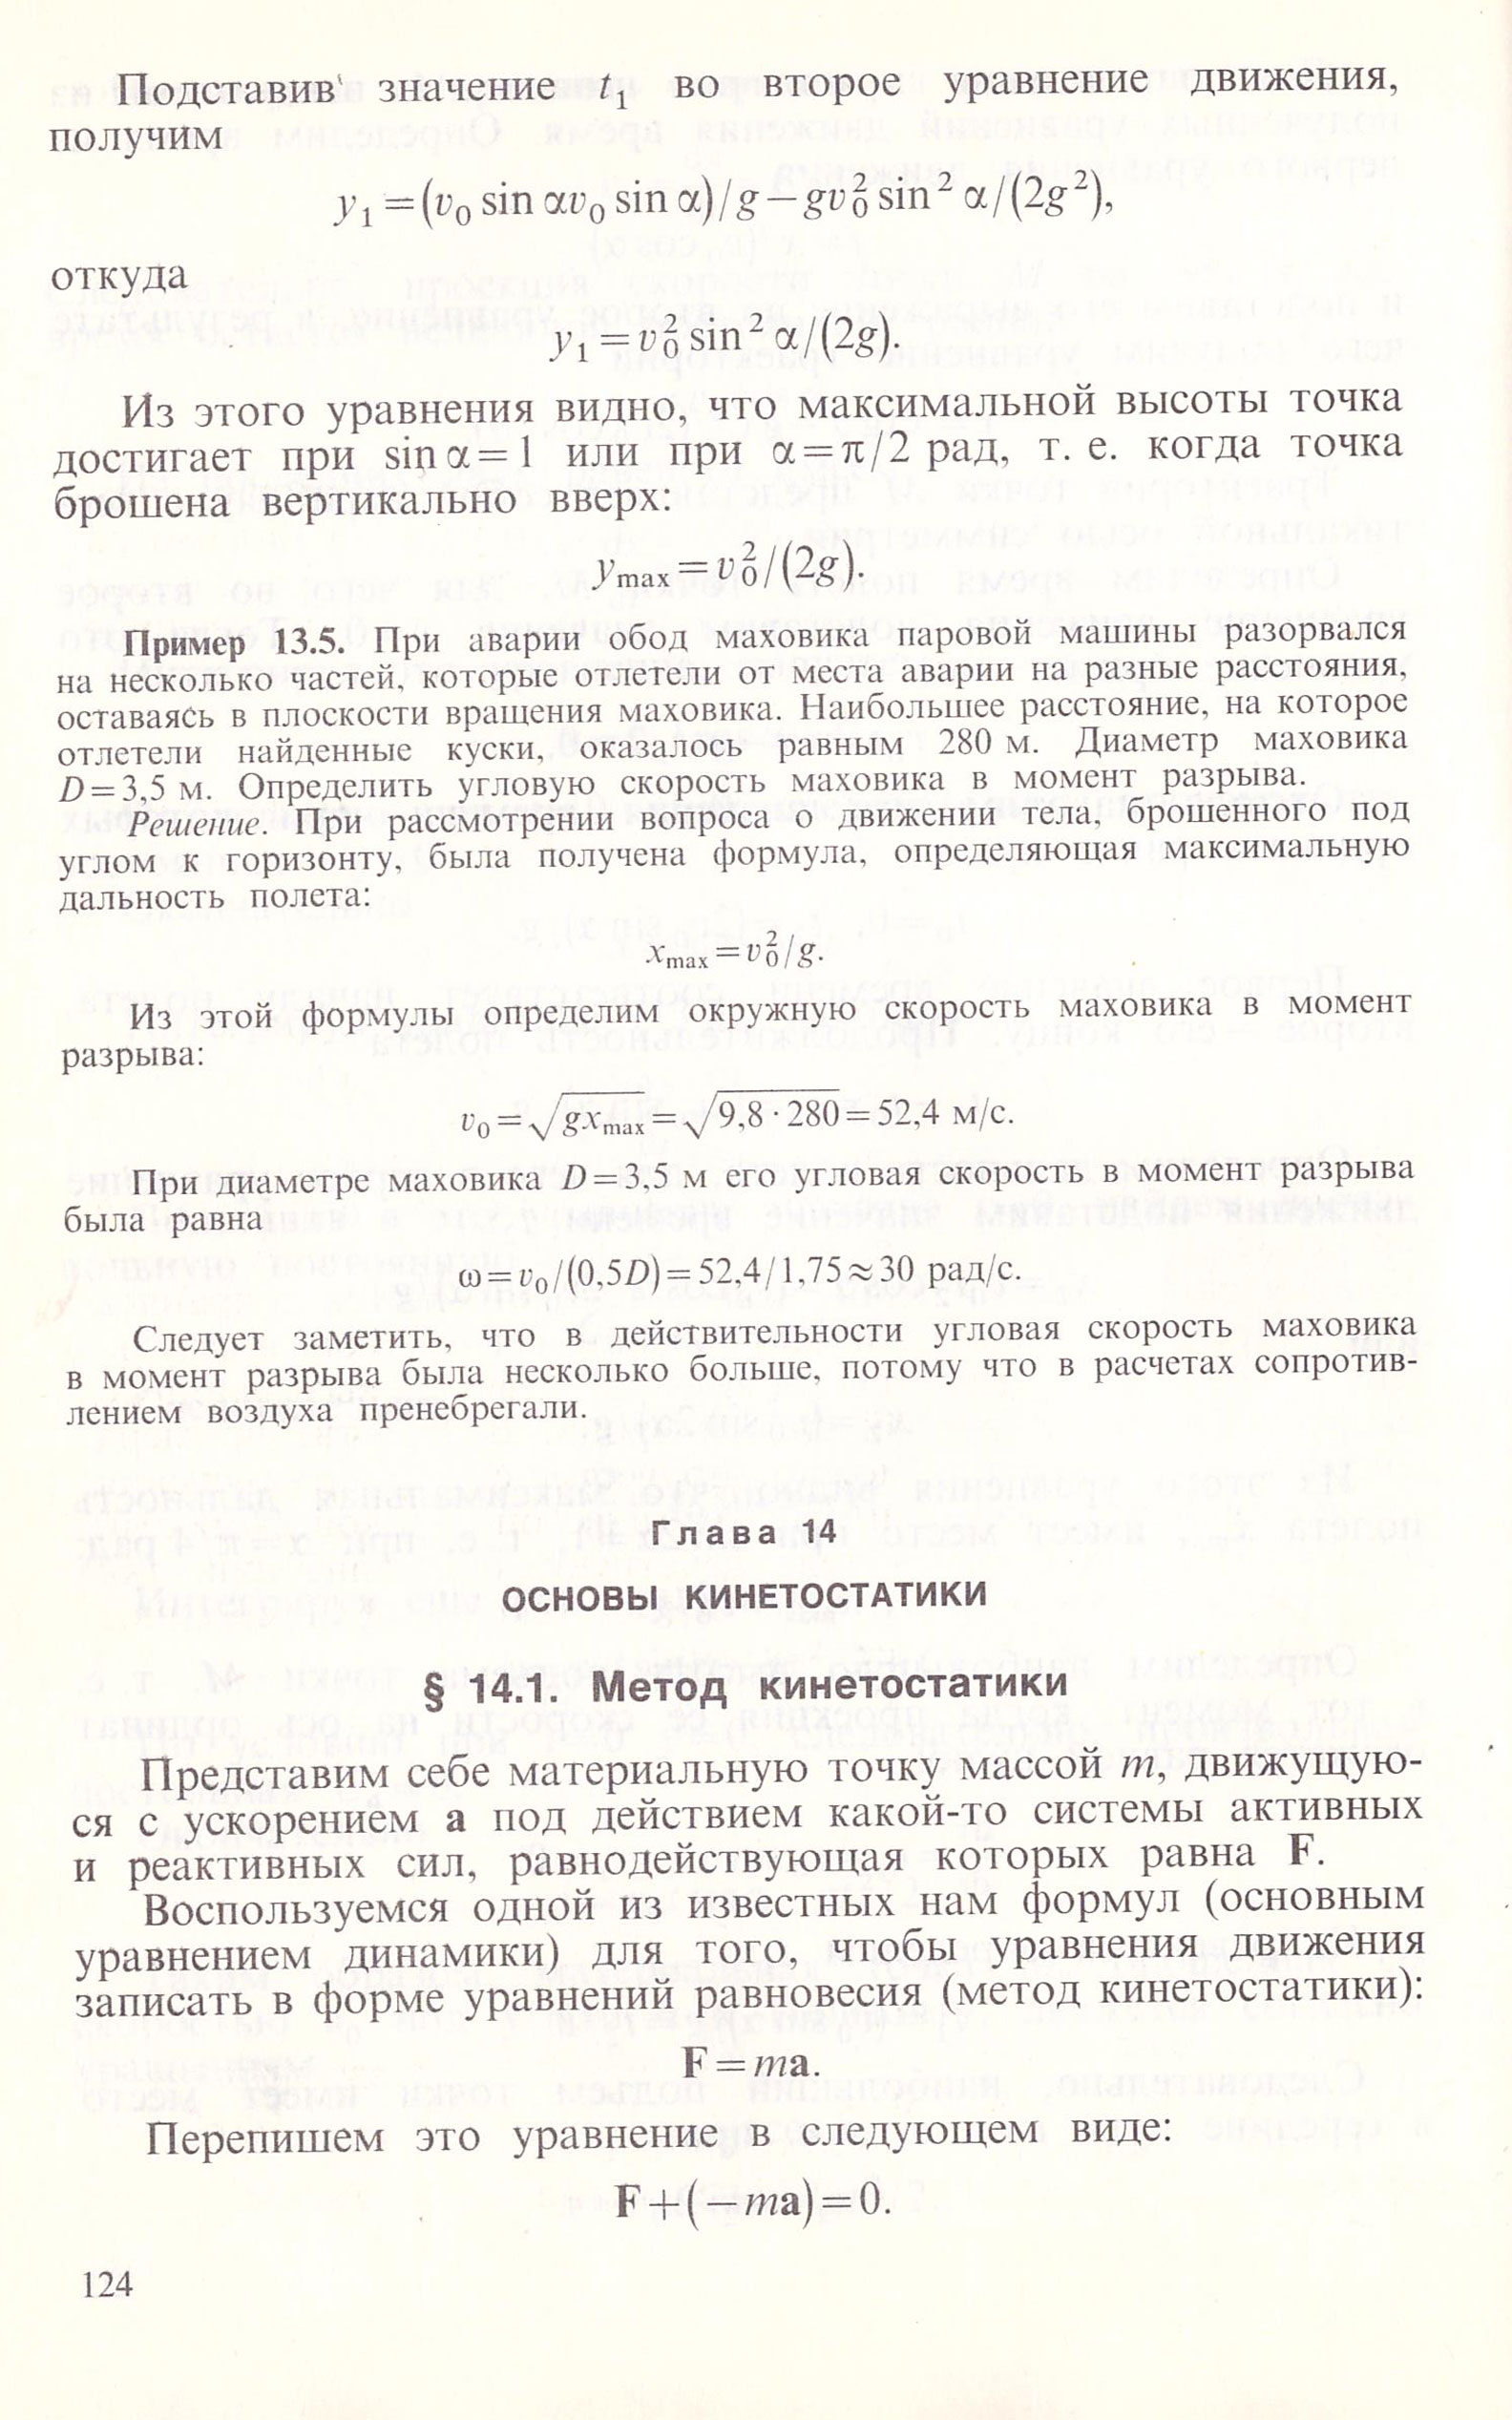 Подставив значение t₁ во второе уравнение движения,
получим
y₁ = (v₀ sin αv₀ sin α)/g − gv₀² sin² α/(2g²),
откуда
y₁ = v₀² sin² α/(2g).
Из этого уравнения видно, что максимальной высоты точка
достигает при sin α = 1 или при α = π/2 рад, т. е. когда точка
брошена вертикально вверх:
yₘₐₓ = v₀²/(2g).
Пример 13.5. При аварии обод маховика паровой машины разорвался
на несколько частей, которые отлетели от места аварии на разные расстояния,
оставаясь в плоскости вращения маховика. Наибольшее расстояние, на которое
отлетели найденные куски, оказалось равным 280 м. Диаметр маховика
D = 3,5 м. Определить угловую скорость маховика в момент разрыва.
Решение. При рассмотрении вопроса о движении тела, брошенного под
углом к горизонту, была получена формула, определяющая максимальную
дальность полета:
xₘₐₓ = v₀²/g.
Из этой формулы определим окружную скорость маховика в момент
разрыва:
v₀ = √gxₘₐₓ = √9,8 · 280 = 52,4 м/с.
При диаметре маховика D = 3,5 м его угловая скорость в момент разрыва
была равна
ω = v₀/(0,5D) = 52,4/1,75 ≈ 30 рад/с.
Следует заметить, что в действительности угловая скорость маховика
в момент разрыва была несколько больше, потому что в расчетах сопротив-
лением воздуха пренебрегали.
Глава 14
ОСНОВЫ КИНЕТОСТАТИКИ
§ 14.1. Метод кинетостатики
Представим себе материальную точку массой m, движущую-
ся с ускорением a под действием какой-то системы активных
и реактивных сил, равнодействующая которых равна F.
Воспользуемся одной из известных нам формул (основным
уравнением динамики) для того, чтобы уравнения движения
записать в форме уравнений равновесия (метод кинетостатики):
F = ma.
Перепишем это уравнение в следующем виде:
F + (−ma) = 0.
124